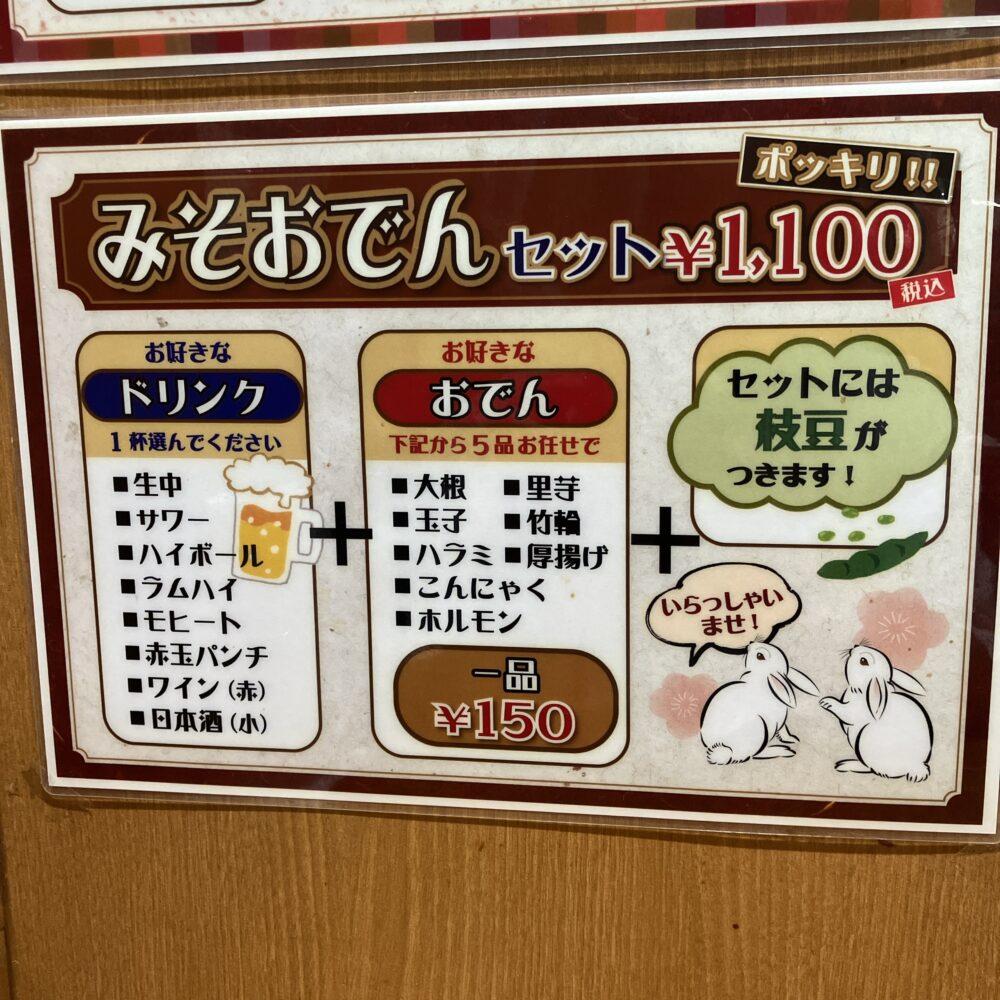 ポッキリ!!
みそおでん セット ¥1,100
税込
お好きな
ドリンク
1杯選んでください
■生中
■サワー
■ハイボール
■ラムハイ
■モヒート
■赤玉パンチ
■ワイン(赤)
■日本酒(小)
+
お好きな
おでん
下記から5品お任せで
■大根 ■里芋
■玉子 ■竹輪
■ハラミ ■厚揚げ
■こんにゃく
■ホルモン
一品
¥150
+
セットには
枝豆が
つきます!
いらっしゃい
ませ!